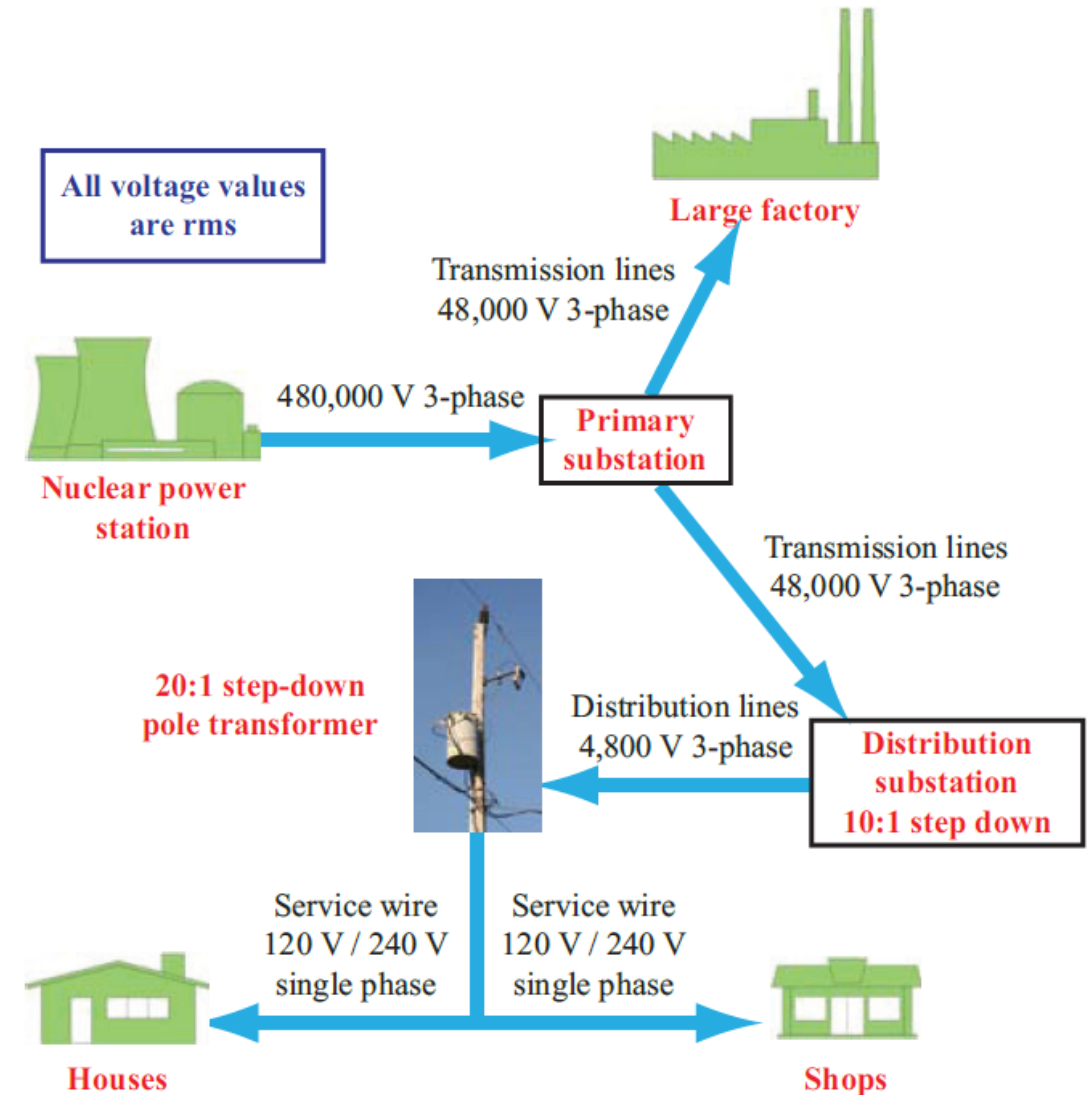 All voltage values
are rms
Large factory
Transmission lines
48,000 V 3-phase
480,000 V 3-phase
Primary
substation
Nuclear power
station
Transmission lines
48,000 V 3-phase
20:1 step-down
pole transformer
Distribution lines
4,800 V 3-phase
Distribution
substation
10:1 step down
Service wire
120 V / 240 V
single phase
Service wire
120 V / 240 V
single phase
Houses
Shops